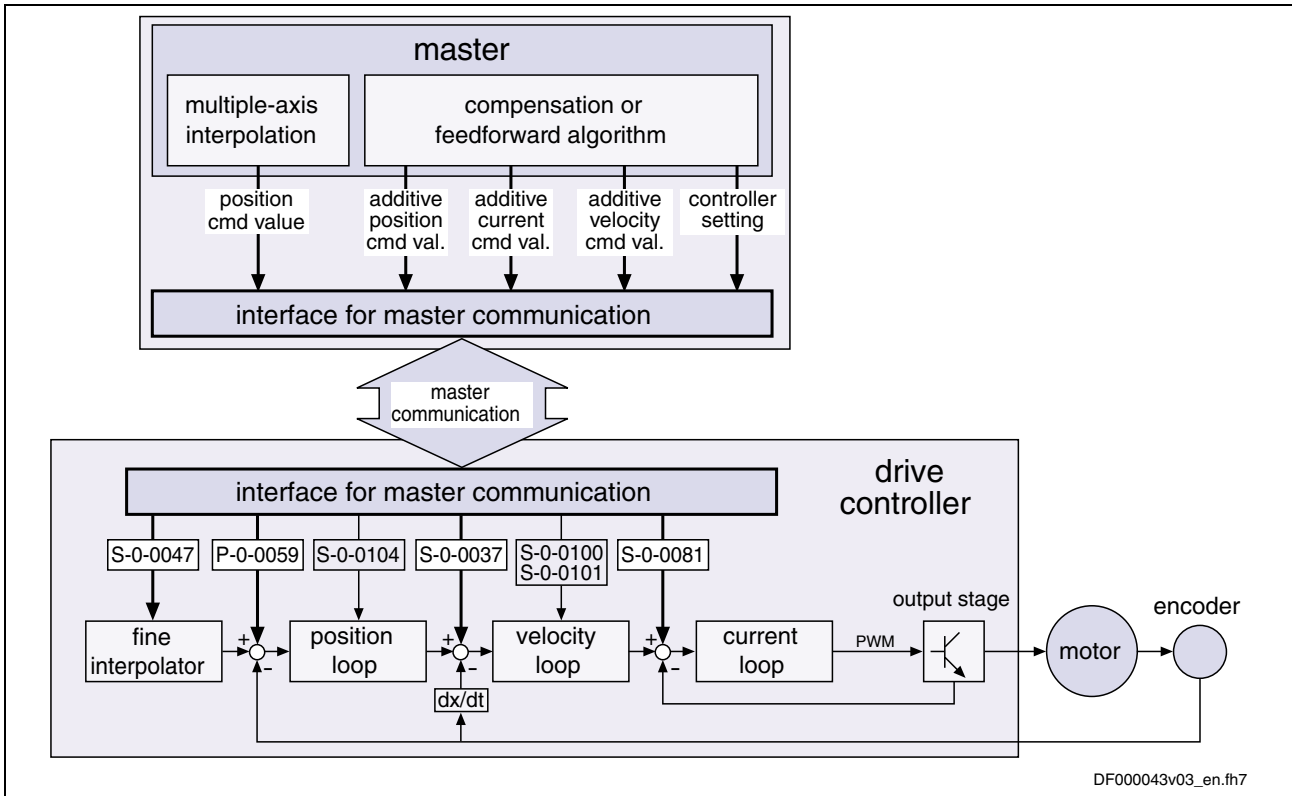 master
multiple-axis
interpolation
compensation or
feedforward algorithm
position
cmd value
additive
position
cmd val.
additive
current
cmd val.
additive
velocity
cmd val.
controller
setting
interface for master communication
master
communication
drive
controller
interface for master communication
S-0-0047
P-0-0059
S-0-0104
S-0-0037
S-0-0100
S-0-0101
S-0-0081
output stage
encoder
fine
interpolator
+
-
position
loop
+
-
velocity
loop
+
-
current
loop
PWM
motor
dx/dt
DF000043v03_en.fh7